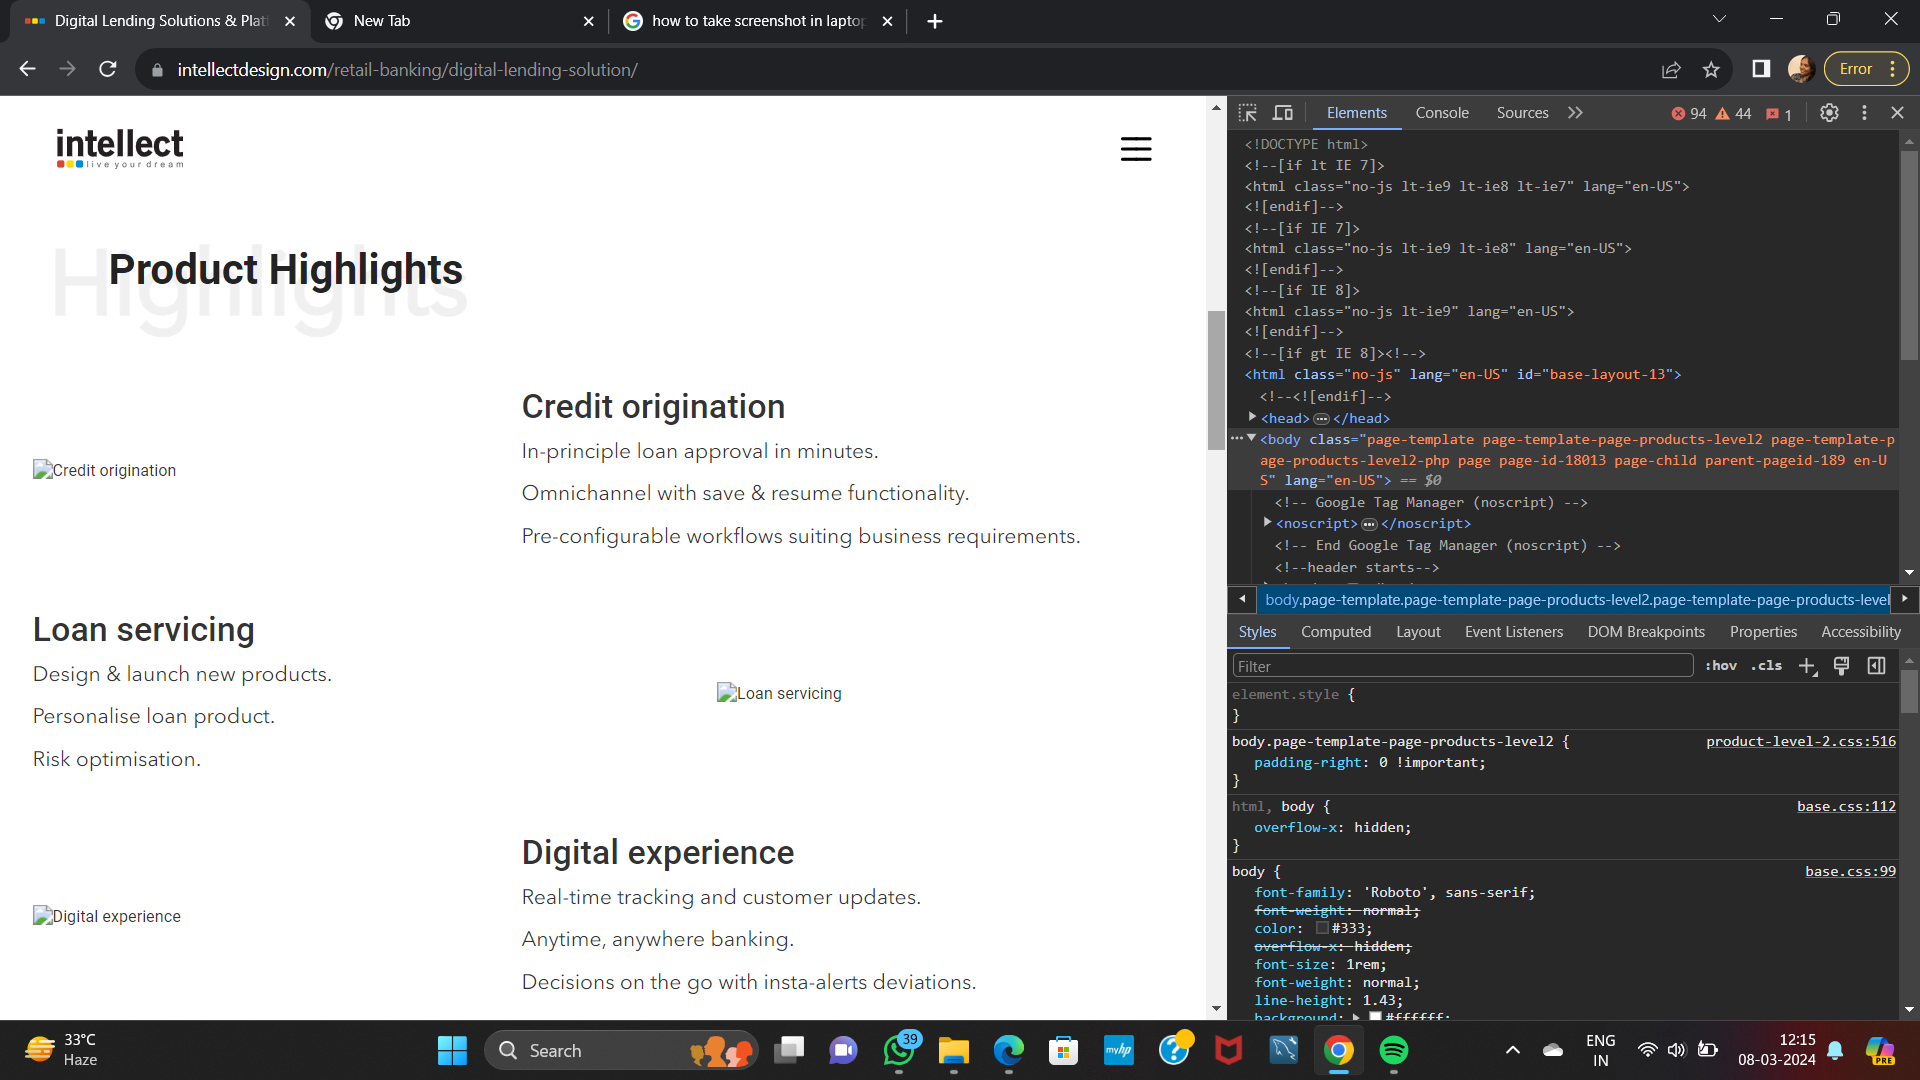 Digital Lending Solutions & Plat
New Tab
how to take screenshot in laptop
intellectdesign.com/retail-banking/digital-lending-solution/
Error
intellect
live your dream
Highlights
Product Highlights
Credit origination
Credit origination
In-principle loan approval in minutes.
Omnichannel with save & resume functionality.
Pre-configurable workflows suiting business requirements.
Loan servicing
Design & launch new products.
Personalise loan product.
Risk optimisation.
Loan servicing
Digital experience
Digital experience
Real-time tracking and customer updates.
Anytime, anywhere banking.
Decisions on the go with insta-alerts deviations.
Elements Console Sources 94 44 1
<!DOCTYPE html>
<!--[if lt IE 7]>
<html class="no-js lt-ie9 lt-ie8 lt-ie7" lang="en-US">
<![endif]-->
<!--[if IE 7]>
<html class="no-js lt-ie9 lt-ie8" lang="en-US">
<![endif]-->
<!--[if IE 8]>
<html class="no-js lt-ie9" lang="en-US">
<![endif]-->
<!--[if gt IE 8]><!-->
<html class="no-js" lang="en-US" id="base-layout-13">
<!--<![endif]-->
<head> </head>
<body class="page-template page-template-page-products-level2 page-template-p
age-products-level2-php page page-id-18013 page-child parent-pageid-189 en-U
S" lang="en-US"> == $0
<!-- Google Tag Manager (noscript) -->
<noscript> </noscript>
<!-- End Google Tag Manager (noscript) -->
<!--header starts-->
body.page-template.page-template-page-products-level2.page-template-page-products-level
Styles Computed Layout Event Listeners DOM Breakpoints Properties Accessibility
Filter :hov .cls
element.style {
}
body.page-template-page-products-level2 { product-level-2.css:516
padding-right: 0 !important;
}
html, body { base.css:112
overflow-x: hidden;
}
body { base.css:99
font-family: 'Roboto', sans-serif;
font-weight: normal;
color: #333;
overflow-x: hidden;
font-size: 1rem;
font-weight: normal;
line-height: 1.43;
background: #ffffff;
33°C
Haze
Search
39
myhp
PRE
ENG
IN
12:15
08-03-2024